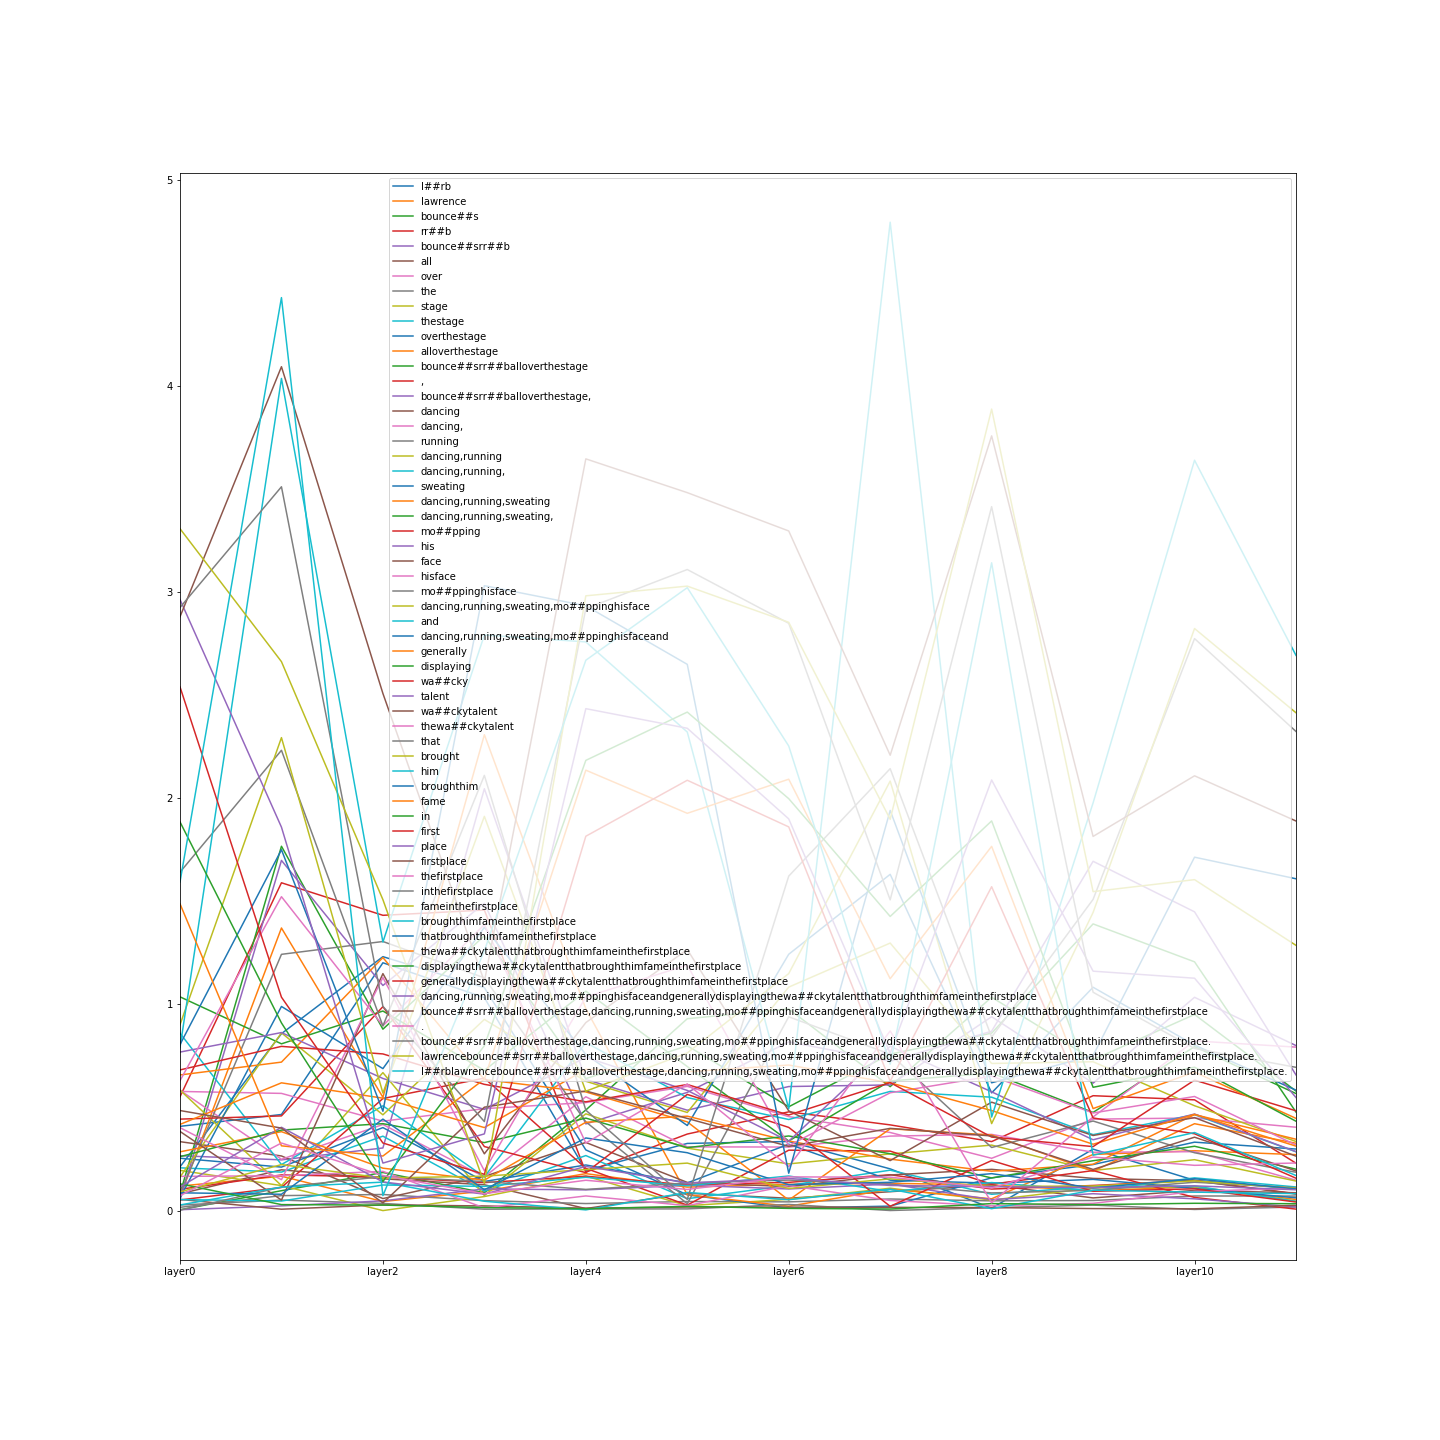 5
4
3
2
1
0
l##rb
lawrence
bounce##s
rr##b
bounce##srr##b
all
over
the
stage
thestage
overthestage
alloverthestage
bounce##srr##balloverthestage
,
bounce##srr##balloverthestage,
dancing
dancing,
running
dancing,running
dancing,running,
sweating
dancing,running,sweating
dancing,running,sweating,
mo##pping
his
face
hisface
mo##ppinghisface
dancing,running,sweating,mo##ppinghisface
and
dancing,running,sweating,mo##ppinghisfaceand
generally
displaying
wa##cky
talent
wa##ckytalent
thewa##ckytalent
that
brought
him
broughthim
fame
in
first
place
firstplace
thefirstplace
inthefirstplace
fameinthefirstplace
broughthimfameinthefirstplace
thatbroughthimfameinthefirstplace
thewa##ckytalentthatbroughthimfameinthefirstplace
displayingthewa##ckytalentthatbroughthimfameinthefirstplace
generallydisplayingthewa##ckytalentthatbroughthimfameinthefirstplace
dancing,running,sweating,mo##ppinghisfaceandgenerallydisplayingthewa##ckytalentthatbroughthimfameinthefirstplace
bounce##srr##balloverthestage,dancing,running,sweating,mo##ppinghisfaceandgenerallydisplayingthewa##ckytalentthatbroughthimfameinthefirstplace
.
bounce##srr##balloverthestage,dancing,running,sweating,mo##ppinghisfaceandgenerallydisplayingthewa##ckytalentthatbroughthimfameinthefirstplace.
lawrencebounce##srr##balloverthestage,dancing,running,sweating,mo##ppinghisfaceandgenerallydisplayingthewa##ckytalentthatbroughthimfameinthefirstplace.
l##rblawrencebounce##srr##balloverthestage,dancing,running,sweating,mo##ppinghisfaceandgenerallydisplayingthewa##ckytalentthatbroughthimfameinthefirstplace.
layer0 layer2 layer4 layer6 layer8 layer10